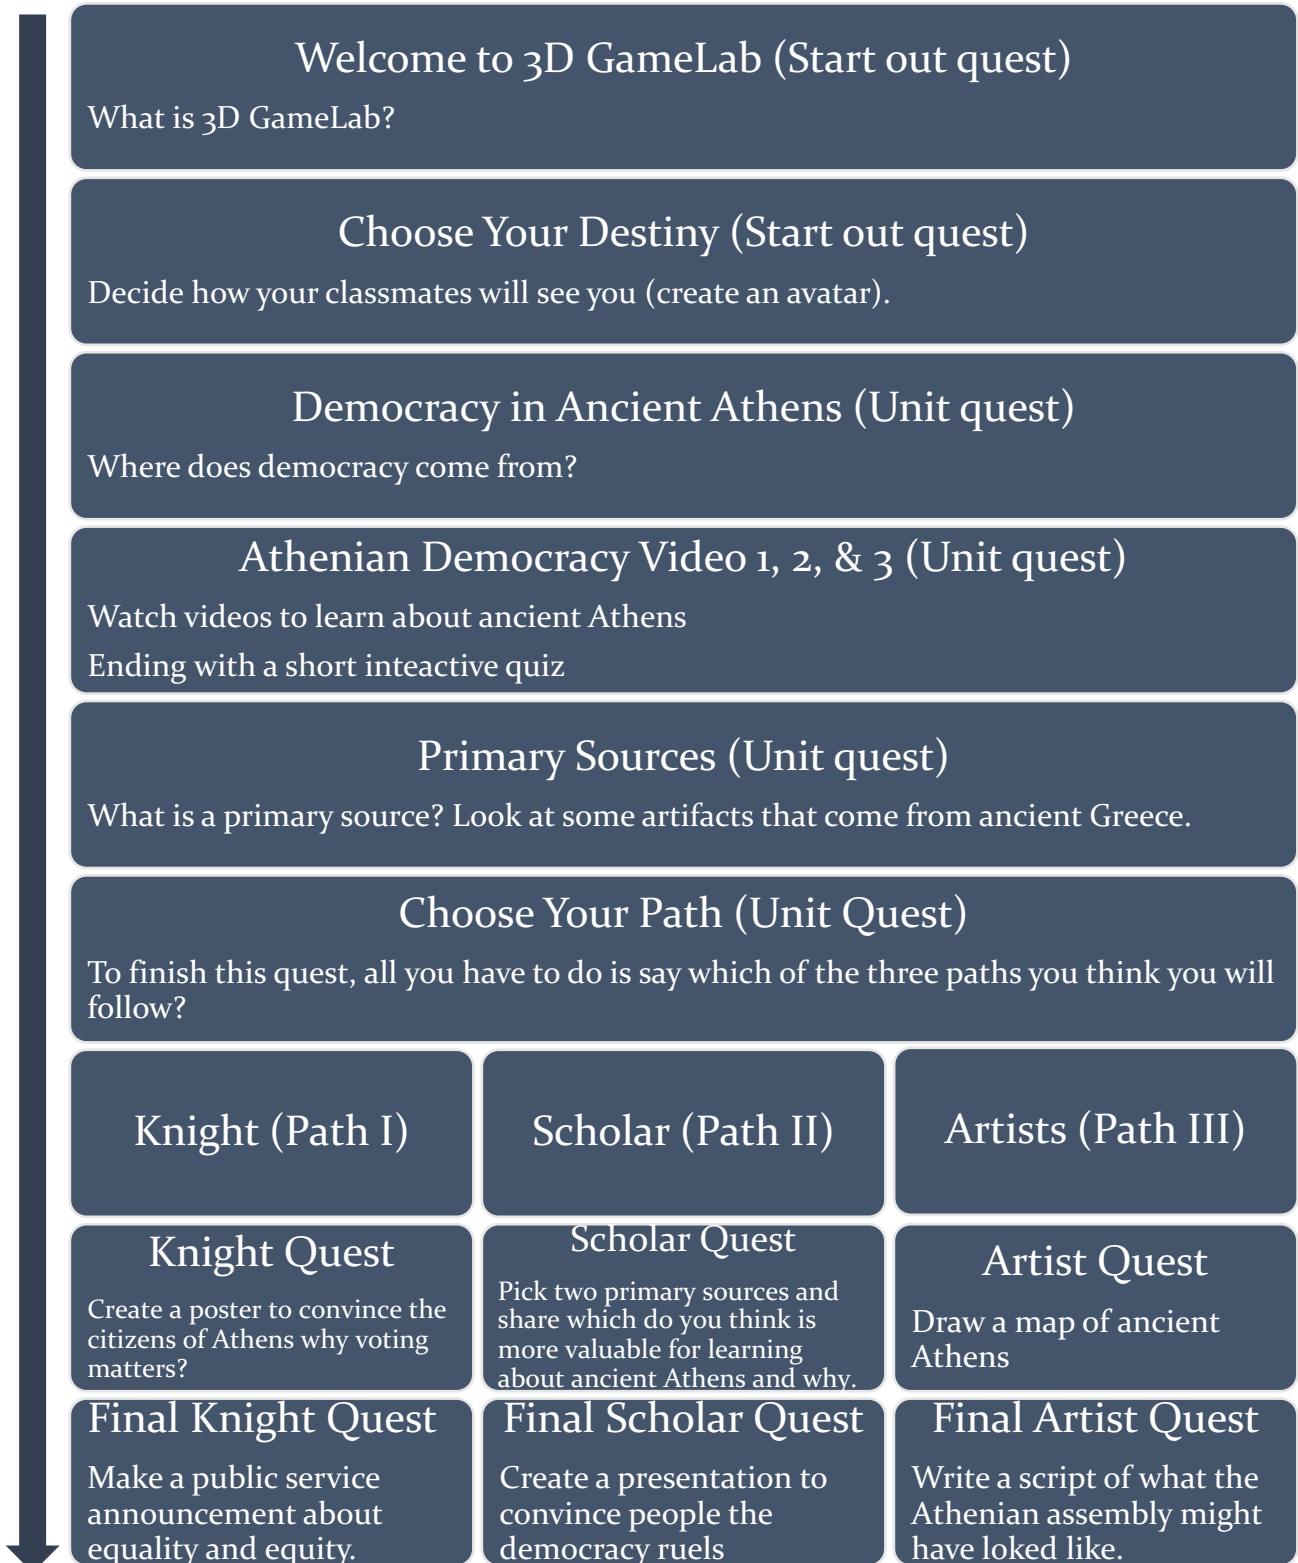 Welcome to 3D GameLab (Start out quest)
What is 3D GameLab?
Choose Your Destiny (Start out quest)
Decide how your classmates will see you (create an avatar).
Democracy in Ancient Athens (Unit quest)
Where does democracy come from?
Athenian Democracy Video 1, 2, & 3 (Unit quest)
Watch videos to learn about ancient Athens
Ending with a short inteactive quiz
Primary Sources (Unit quest)
What is a primary source? Look at some artifacts that come from ancient Greece.
Choose Your Path (Unit Quest)
To finish this quest, all you have to do is say which of the three paths you think you will
follow?
Knight (Path I)
Scholar (Path II)
Artists (Path III)
Knight Quest
Create a poster to convince the
citizens of Athens why voting
matters?
Scholar Quest
Pick two primary sources and
share which do you think is
more valuable for learning
about ancient Athens and why.
Artist Quest
Draw a map of ancient
Athens
Final Knight Quest
Make a public service
announcement about
equality and equity.
Final Scholar Quest
Create a presentation to
convince people the
democracy ruels
Final Artist Quest
Write a script of what the
Athenian assembly might
have loked like.